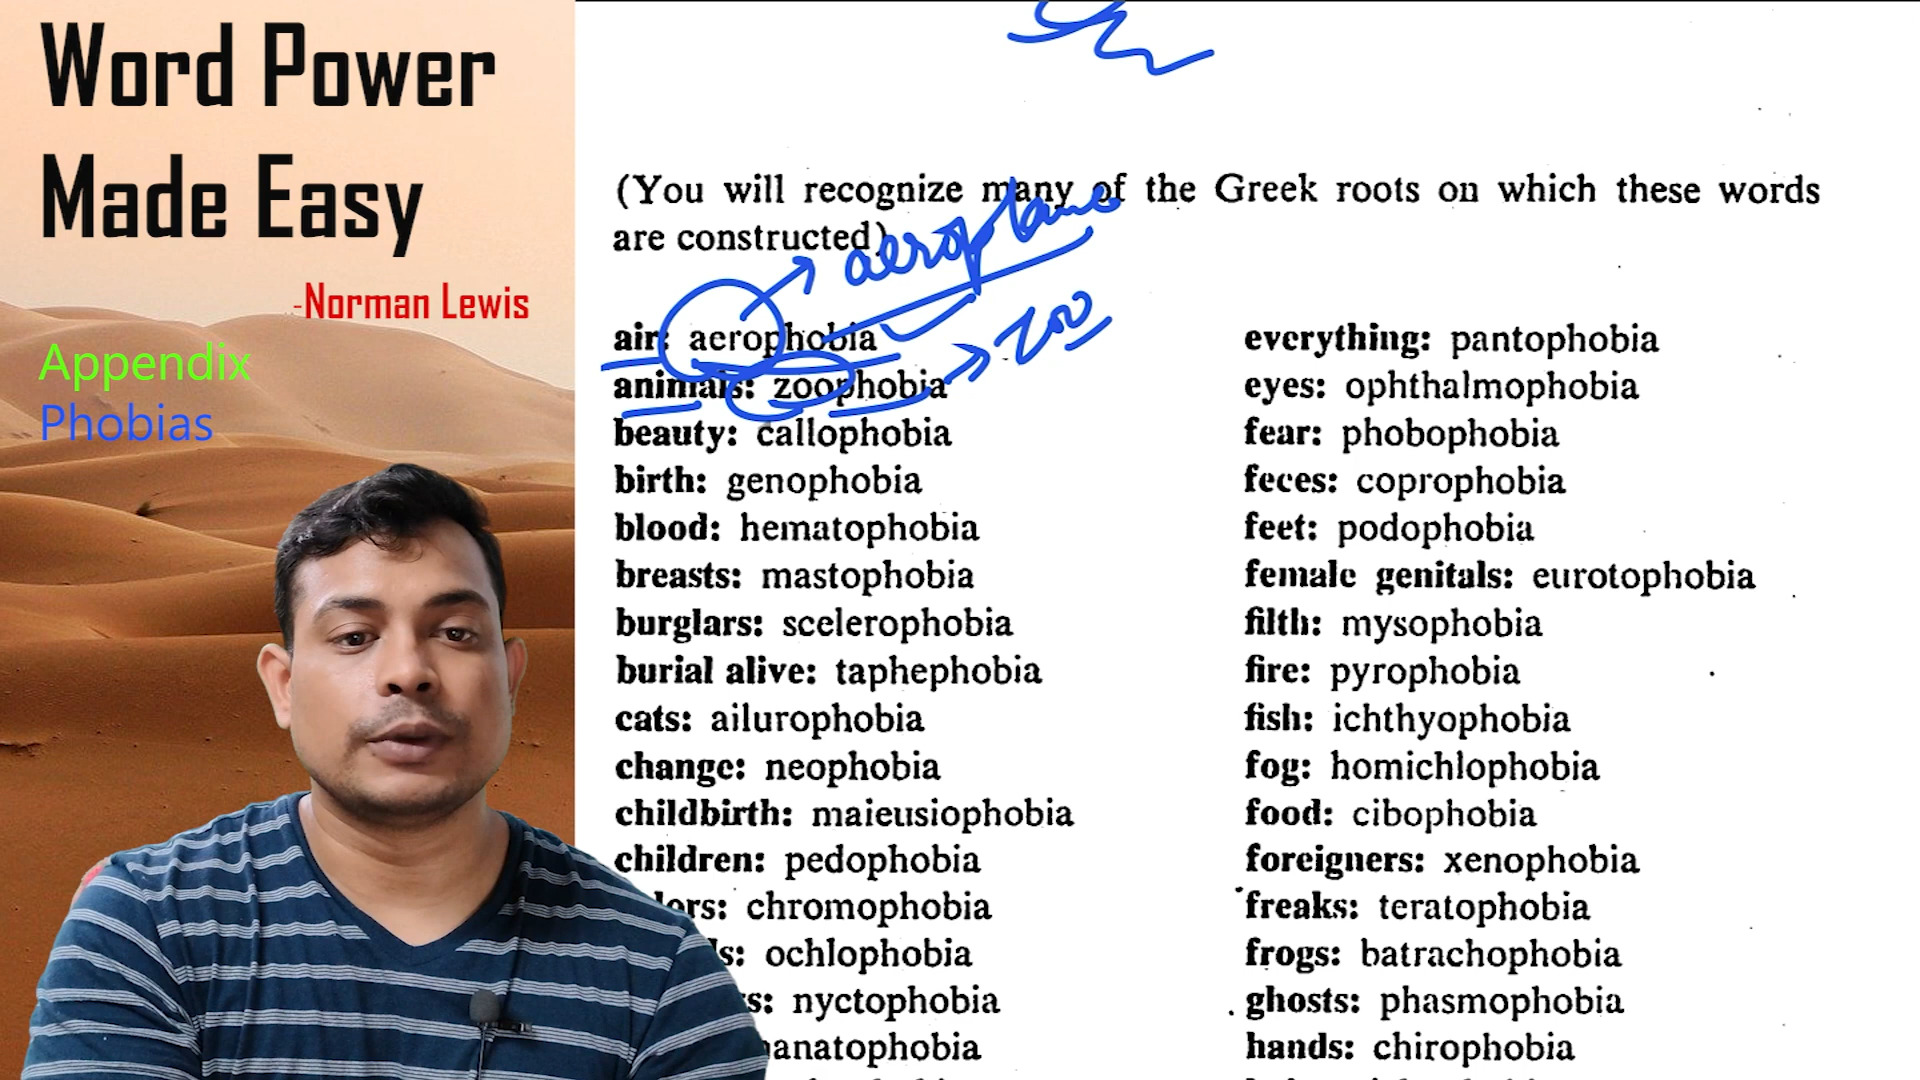 Word Power
Made Easy
-Norman Lewis
Appendix
Phobias
(You will recognize many of the Greek roots on which these words
are constructed)
aeroplane
zoo
air: aerophobia
animals: zoophobia
beauty: callophobia
birth: genophobia
blood: hematophobia
breasts: mastophobia
burglars: scelerophobia
burial alive: taphephobia
cats: ailurophobia
change: neophobia
childbirth: maieusiophobia
children: pedophobia
chromophobia
ochlophobia
nyctophobia
everything: pantophobia
eyes: ophthalmophobia
fear: phobophobia
feces: coprophobia
feet: podophobia
female genitals: eurotophobia
filth: mysophobia
fire: pyrophobia
fish: ichthyophobia
fog: homichlophobia
food: cibophobia
foreigners: xenophobia
freaks: teratophobia
frogs: batrachophobia
ghosts: phasmophobia
hands: chirophobia